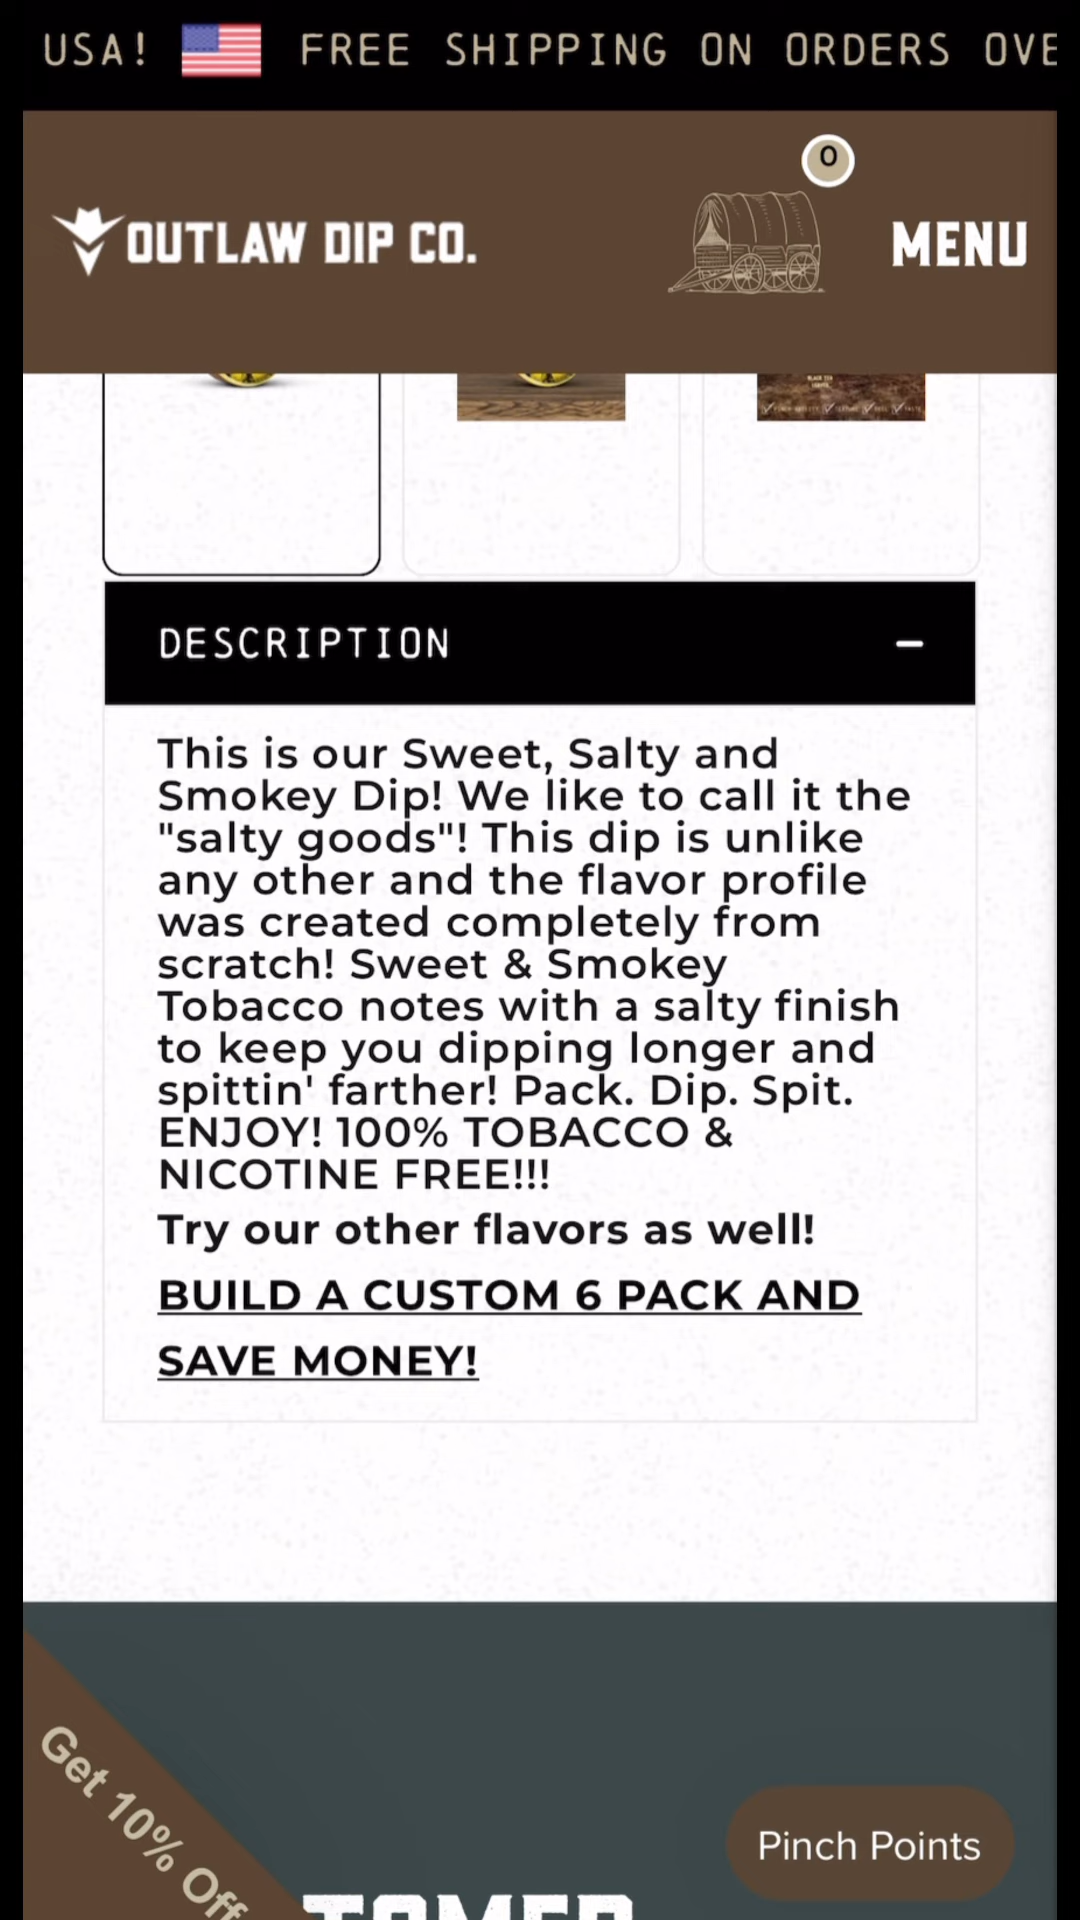 USA! FREE SHIPPING ON ORDERS OVE
0
OUTLAW DIP CO.
MENU
DESCRIPTION
This is our Sweet, Salty and
Smokey Dip! We like to call it the
"salty goods"! This dip is unlike
any other and the flavor profile
was created completely from
scratch! Sweet & Smokey
Tobacco notes with a salty finish
to keep you dipping longer and
spittin' farther! Pack. Dip. Spit.
ENJOY! 100% TOBACCO &
NICOTINE FREE!!!
Try our other flavors as well!
BUILD A CUSTOM 6 PACK AND
SAVE MONEY!
Get 10% Off
Pinch Points
TOMER